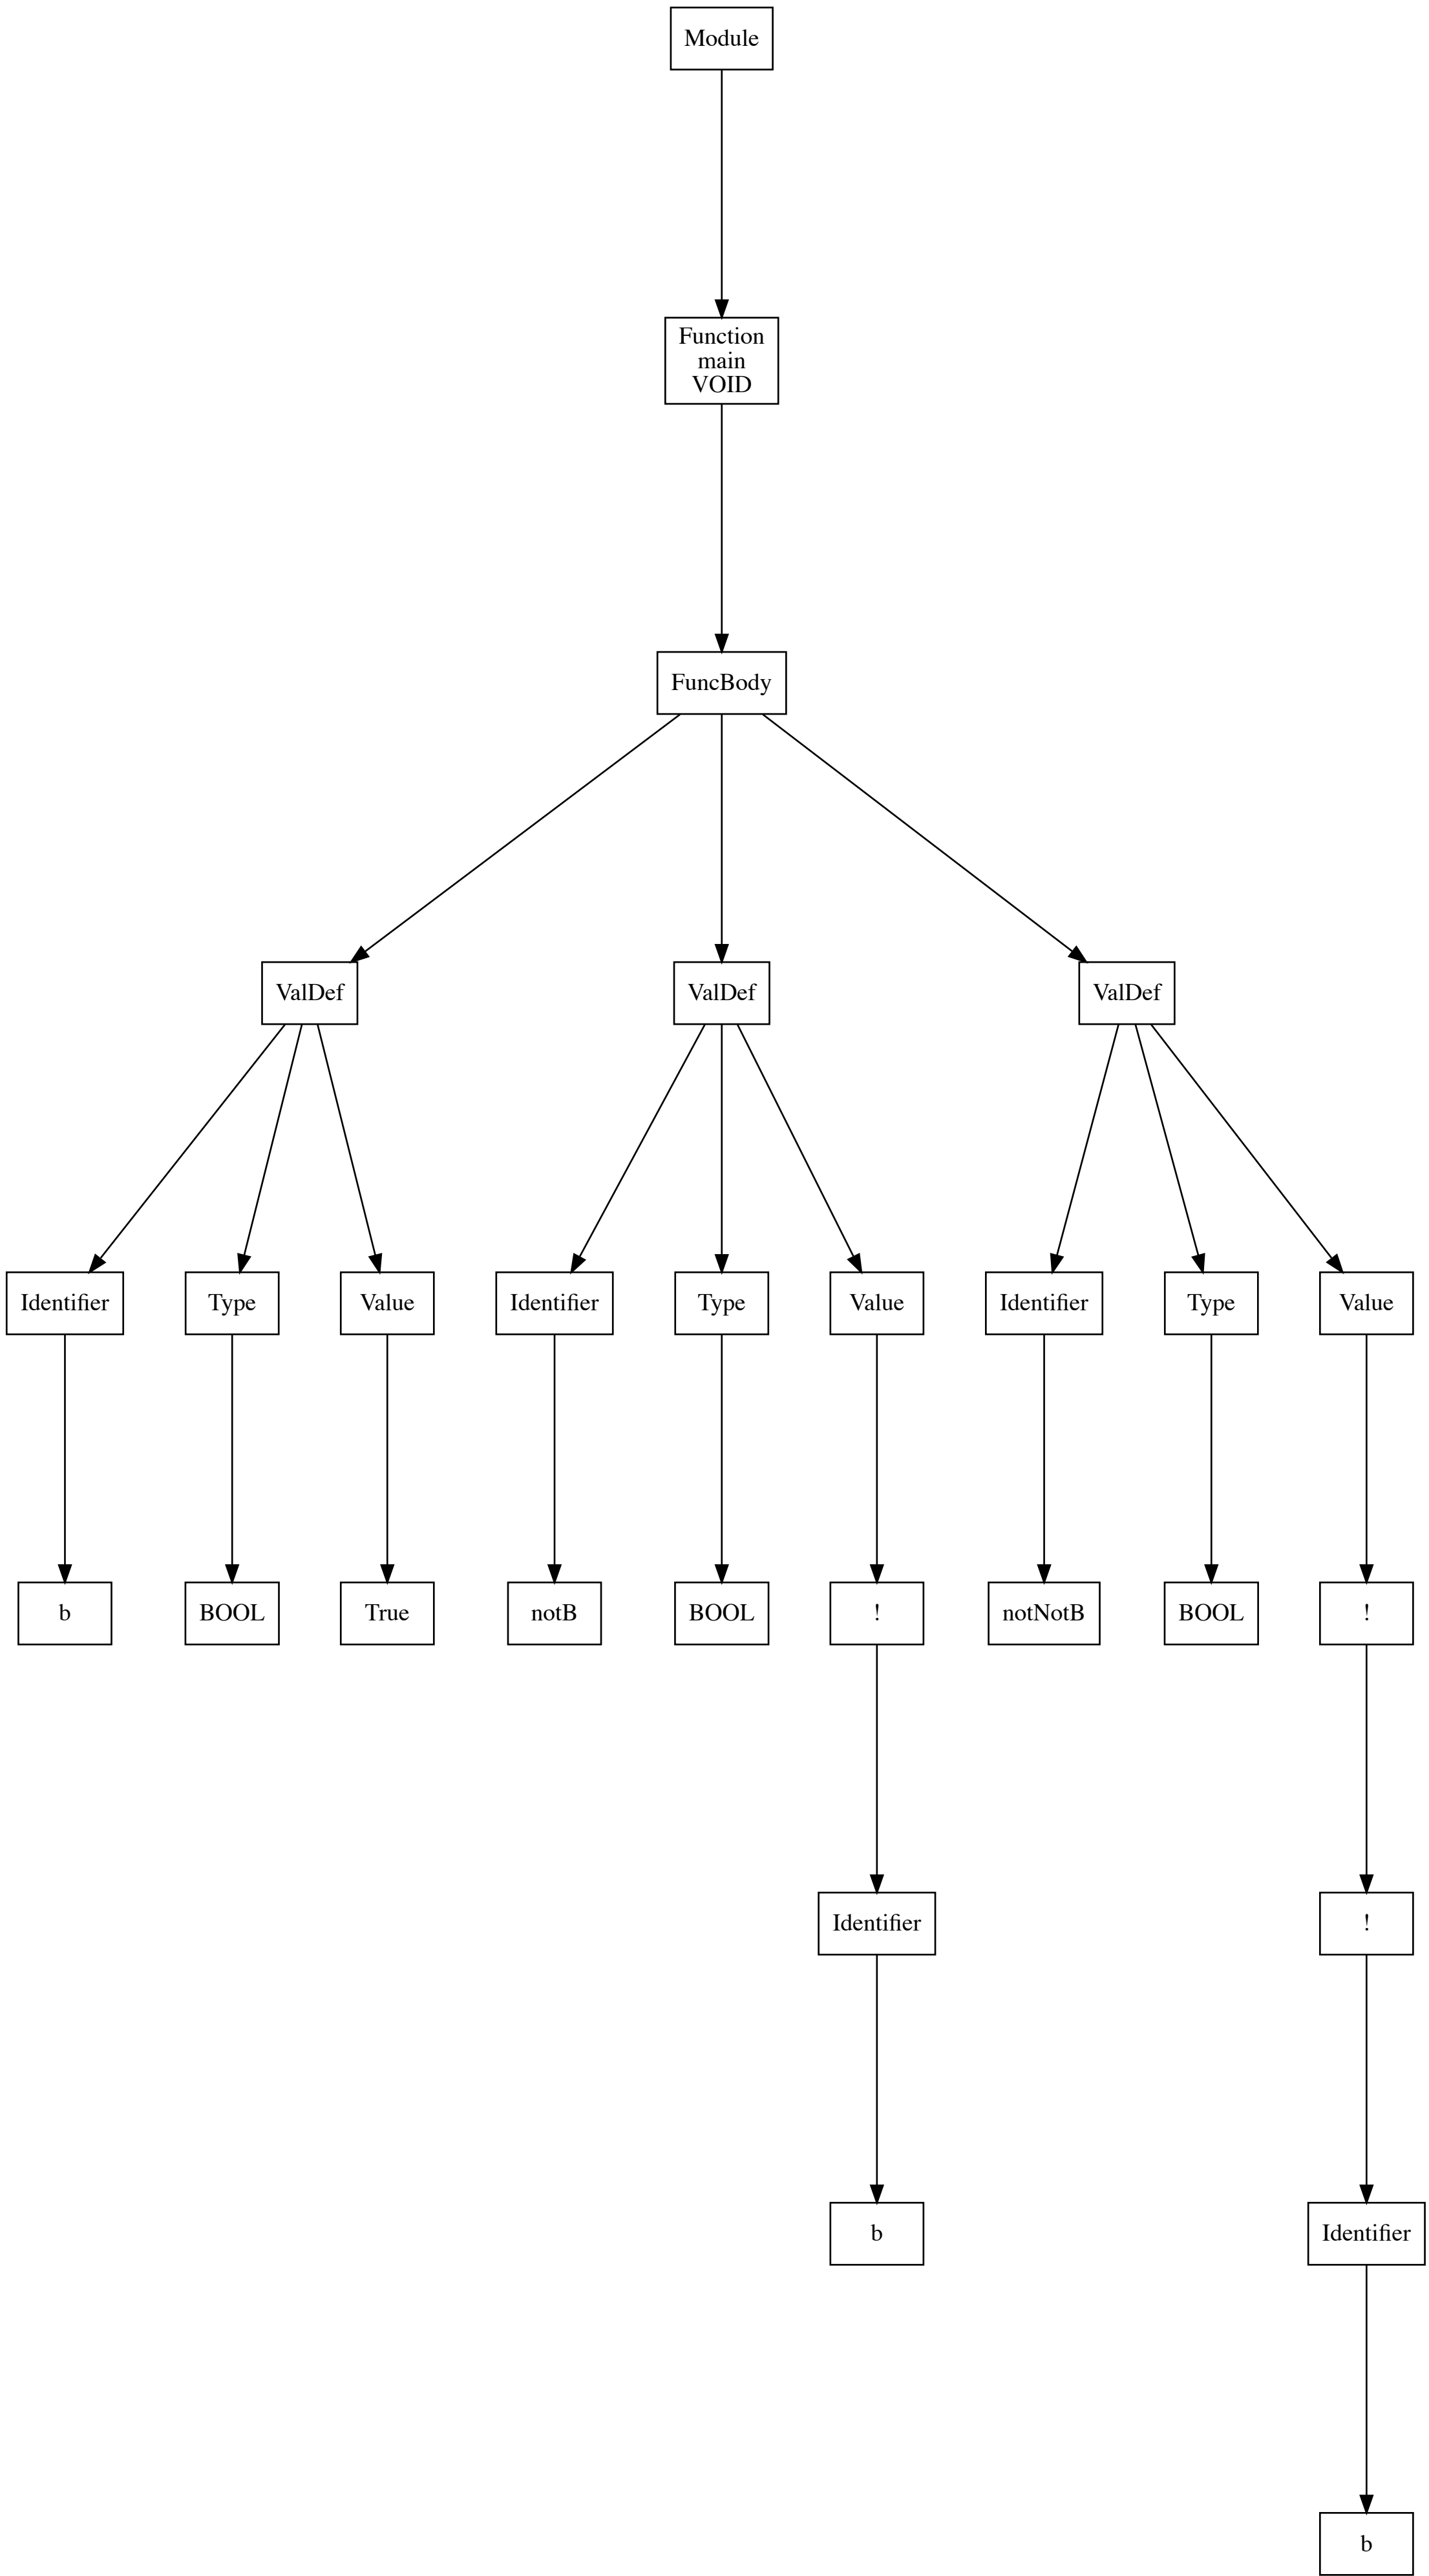 Module
Function
main
VOID
FuncBody
ValDef
ValDef
ValDef
Identifier
Type
Value
Identifier
Type
Value
Identifier
Type
Value
b
BOOL
True
notB
BOOL
!
notNotB
BOOL
!
Identifier
!
b
Identifier
b